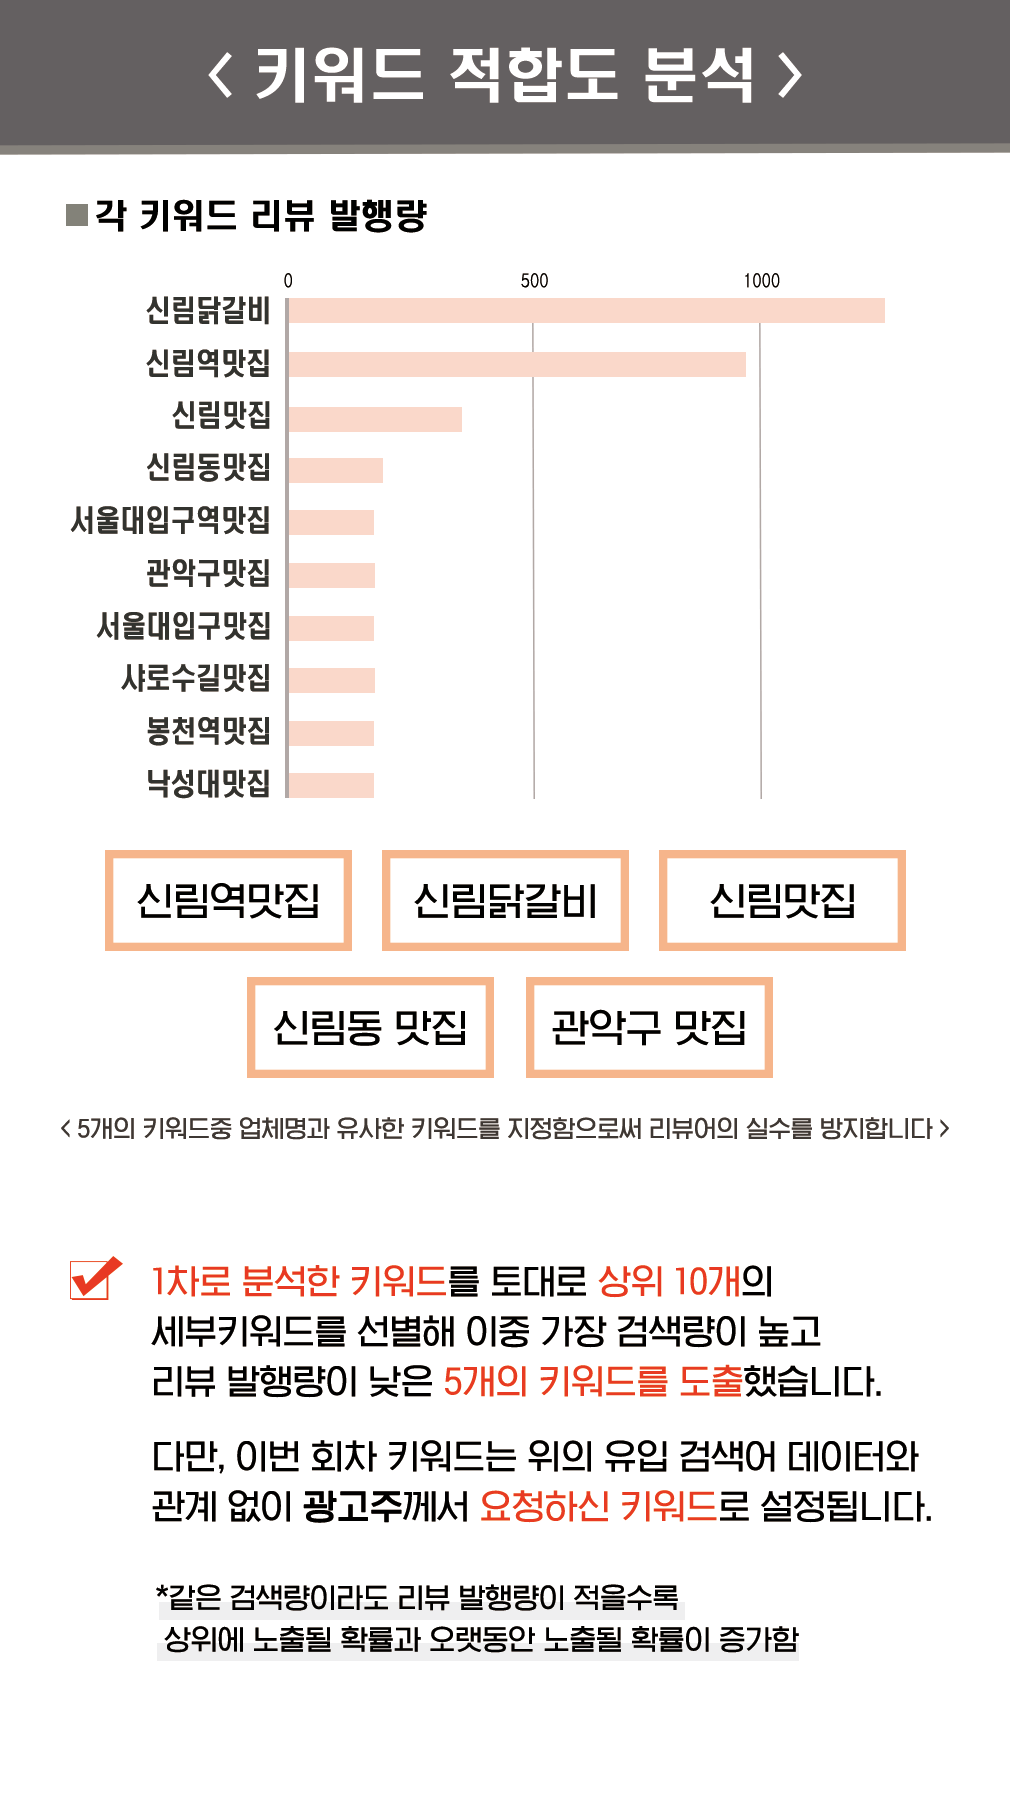 < 키워드 적합도 분석 >
각 키워드 리뷰 발행량
0 500 1000
신림닭갈비
신림역맛집
신림맛집
신림동맛집
서울대입구역맛집
관악구맛집
서울대입구맛집
샤로수길맛집
봉천역맛집
낙성대맛집
신림역맛집 신림닭갈비 신림맛집
신림동 맛집 관악구 맛집
< 5개의 키워드중 업체명과 유사한 키워드를 지정함으로써 리뷰어의 실수를 방지합니다 >
1차로 분석한 키워드를 토대로 상위 10개의
세부키워드를 선별해 이중 가장 검색량이 높고
리뷰 발행량이 낮은 5개의 키워드를 도출했습니다.
다만, 이번 회차 키워드는 위의 유입 검색어 데이터와
관계 없이 광고주께서 요청하신 키워드로 설정됩니다.
*같은 검색량이라도 리뷰 발행량이 적을수록
상위에 노출될 확률과 오랫동안 노출될 확률이 증가함